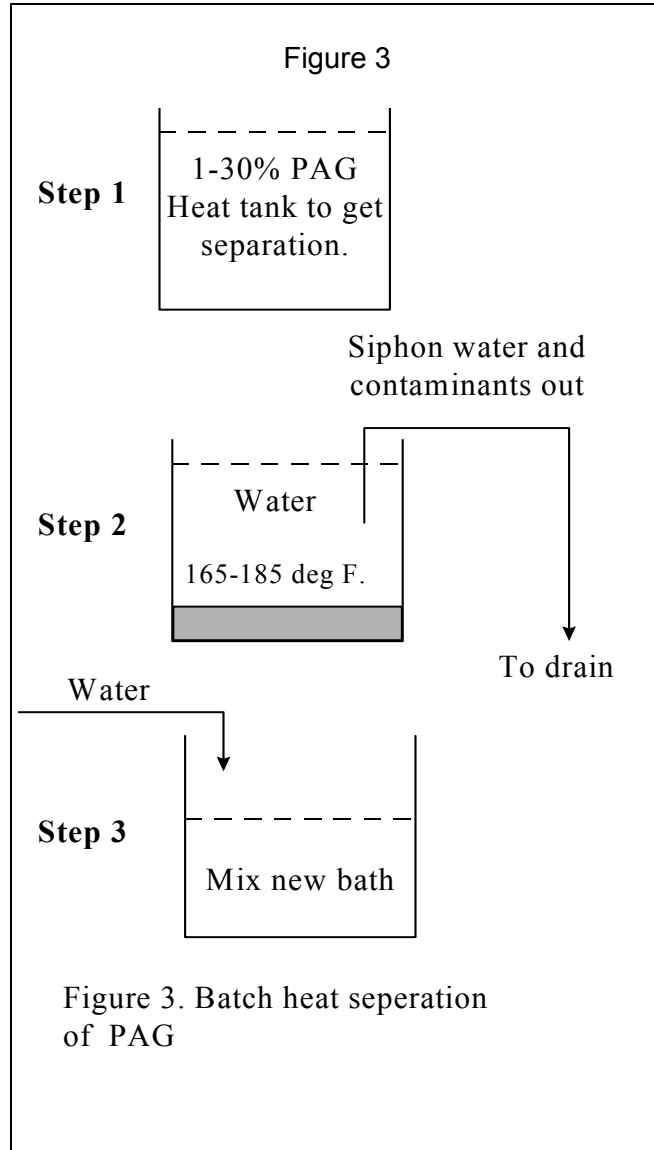 Figure 3
Step 1
1-30% PAG
Heat tank to get
separation.
Siphon water and
contaminants out
Step 2
Water
165-185 deg F.
To drain
Water
Step 3
Mix new bath
Figure 3. Batch heat seperation
of PAG